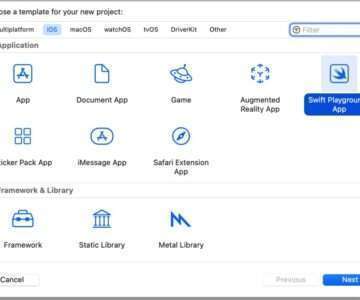 ose a template for your new project:
ultiplatform iOS macOS watchOS tvOS DriverKit Other
Filter
Application
App Document App Game Augmented Reality App Swift Playground App
ticker Pack App iMessage App Safari Extension App
Framework & Library
Framework Static Library Metal Library
Cancel Previous Next